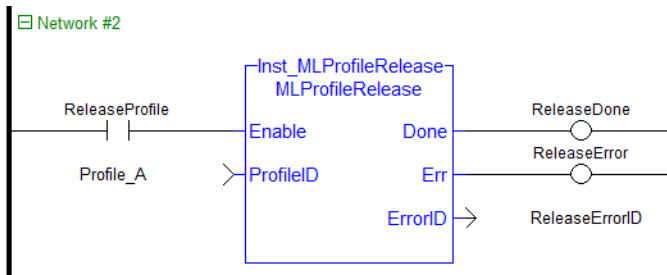 Network #2
Inst_MLProfileRelease
MLProfileRelease
ReleaseProfile
Enable
Done
ReleaseDone
Profile_A
ProfileID
Err
ReleaseError
ErrorID
ReleaseErrorID